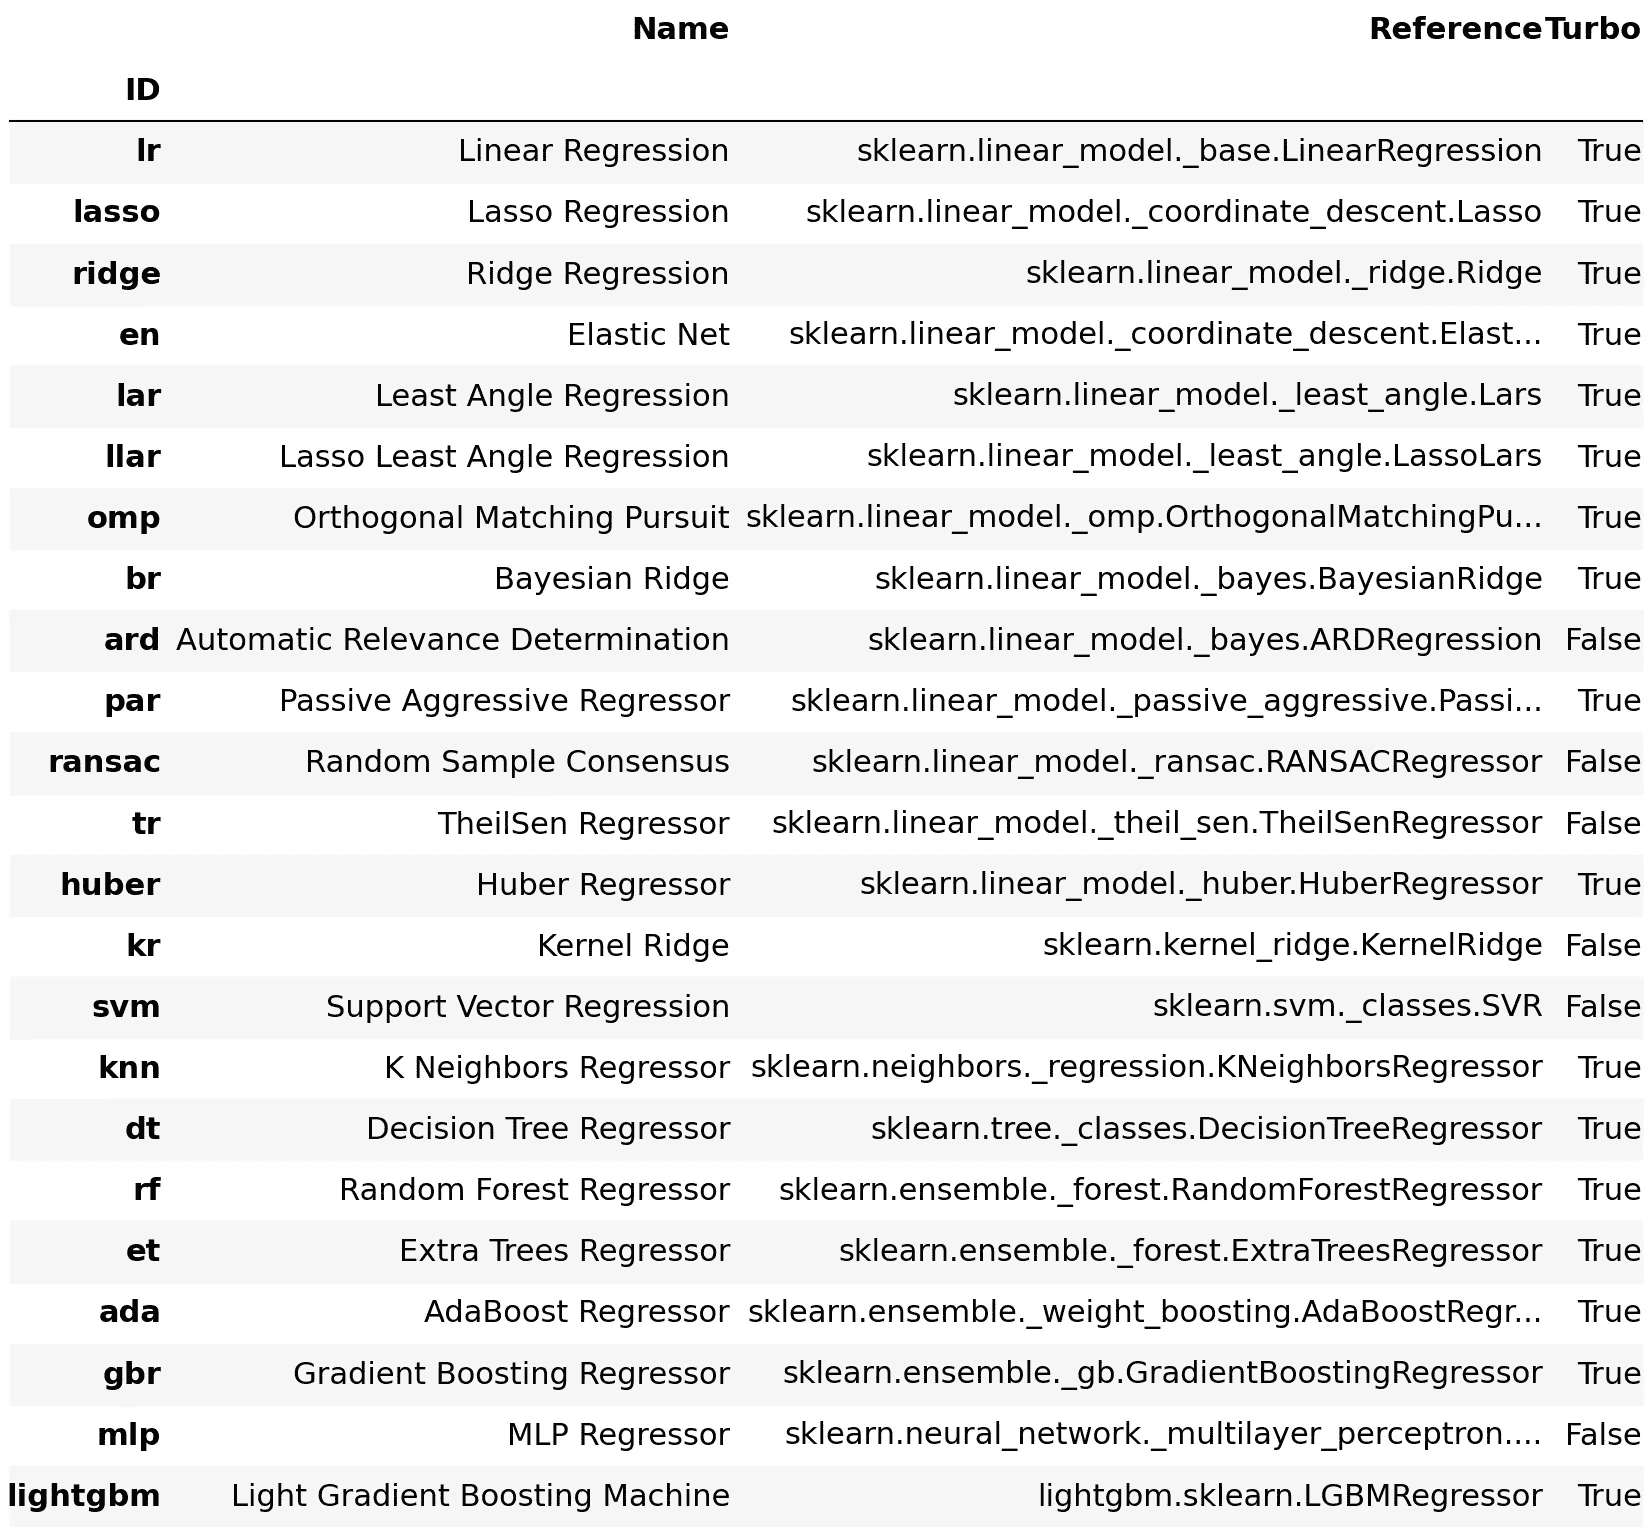 Name Reference Turbo
ID
lr Linear Regression sklearn.linear_model._base.LinearRegression True
lasso Lasso Regression sklearn.linear_model._coordinate_descent.Lasso True
ridge Ridge Regression sklearn.linear_model._ridge.Ridge True
en Elastic Net sklearn.linear_model._coordinate_descent.Elast... True
lar Least Angle Regression sklearn.linear_model._least_angle.Lars True
llar Lasso Least Angle Regression sklearn.linear_model._least_angle.LassoLars True
omp Orthogonal Matching Pursuit sklearn.linear_model._omp.OrthogonalMatchingPu... True
br Bayesian Ridge sklearn.linear_model._bayes.BayesianRidge True
ard Automatic Relevance Determination sklearn.linear_model._bayes.ARDRegression False
par Passive Aggressive Regressor sklearn.linear_model._passive_aggressive.Passi... True
ransac Random Sample Consensus sklearn.linear_model._ransac.RANSACRegressor False
tr TheilSen Regressor sklearn.linear_model._theil_sen.TheilSenRegressor False
huber Huber Regressor sklearn.linear_model._huber.HuberRegressor True
kr Kernel Ridge sklearn.kernel_ridge.KernelRidge False
svm Support Vector Regression sklearn.svm._classes.SVR False
knn K Neighbors Regressor sklearn.neighbors._regression.KNeighborsRegressor True
dt Decision Tree Regressor sklearn.tree._classes.DecisionTreeRegressor True
rf Random Forest Regressor sklearn.ensemble._forest.RandomForestRegressor True
et Extra Trees Regressor sklearn.ensemble._forest.ExtraTreesRegressor True
ada AdaBoost Regressor sklearn.ensemble._weight_boosting.AdaBoostRegr... True
gbr Gradient Boosting Regressor sklearn.ensemble._gb.GradientBoostingRegressor True
mlp MLP Regressor sklearn.neural_network._multilayer_perceptron.... False
lightgbm Light Gradient Boosting Machine lightgbm.sklearn.LGBMRegressor True